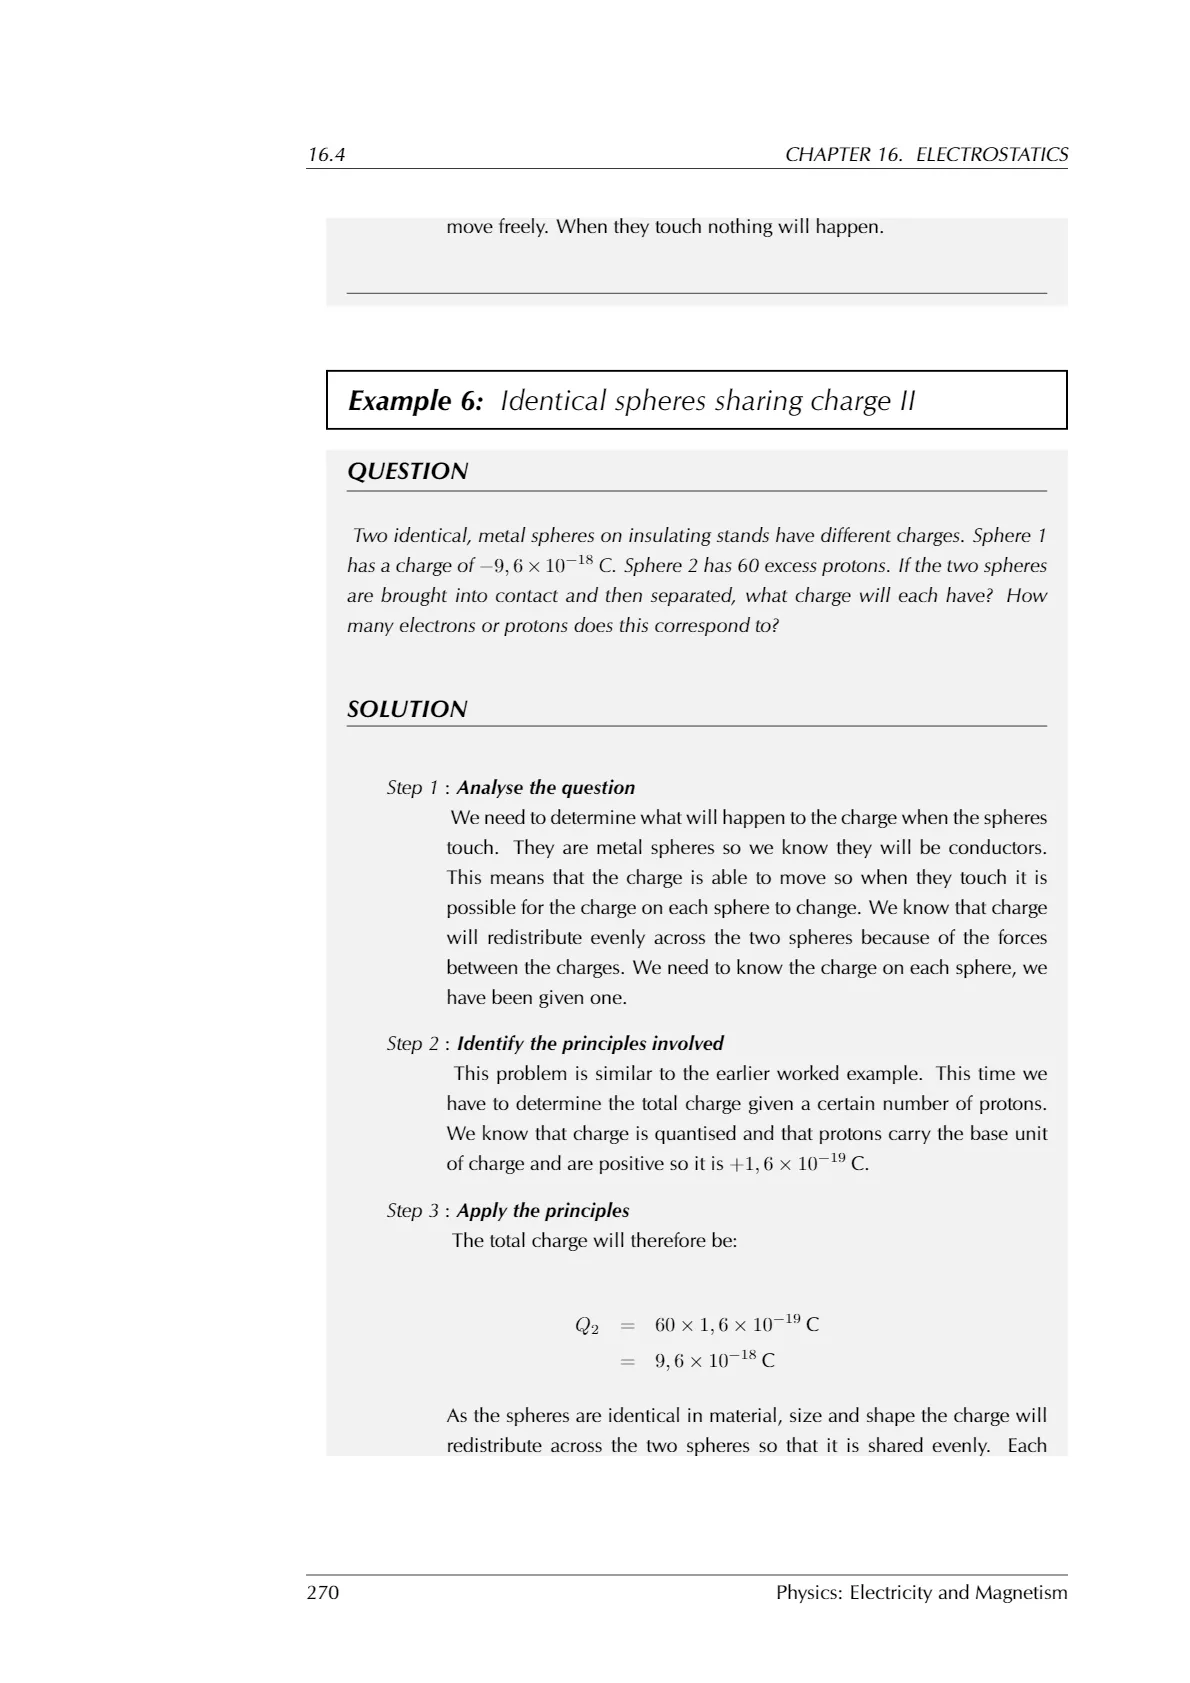 16.4 CHAPTER 16. ELECTROSTATICS
move freely. When they touch nothing will happen.
Example 6: Identical spheres sharing charge II
QUESTION
Two identical, metal spheres on insulating stands have different charges. Sphere 1
has a charge of −9, 6 × 10⁻¹⁸ C. Sphere 2 has 60 excess protons. If the two spheres
are brought into contact and then separated, what charge will each have? How
many electrons or protons does this correspond to?
SOLUTION
Step 1 : Analyse the question
We need to determine what will happen to the charge when the spheres
touch. They are metal spheres so we know they will be conductors.
This means that the charge is able to move so when they touch it is
possible for the charge on each sphere to change. We know that charge
will redistribute evenly across the two spheres because of the forces
between the charges. We need to know the charge on each sphere, we
have been given one.
Step 2 : Identify the principles involved
This problem is similar to the earlier worked example. This time we
have to determine the total charge given a certain number of protons.
We know that charge is quantised and that protons carry the base unit
of charge and are positive so it is +1, 6 × 10⁻¹⁹ C.
Step 3 : Apply the principles
The total charge will therefore be:
Q₂ = 60 × 1, 6 × 10⁻¹⁹ C
= 9, 6 × 10⁻¹⁸ C
As the spheres are identical in material, size and shape the charge will
redistribute across the two spheres so that it is shared evenly. Each
270 Physics: Electricity and Magnetism